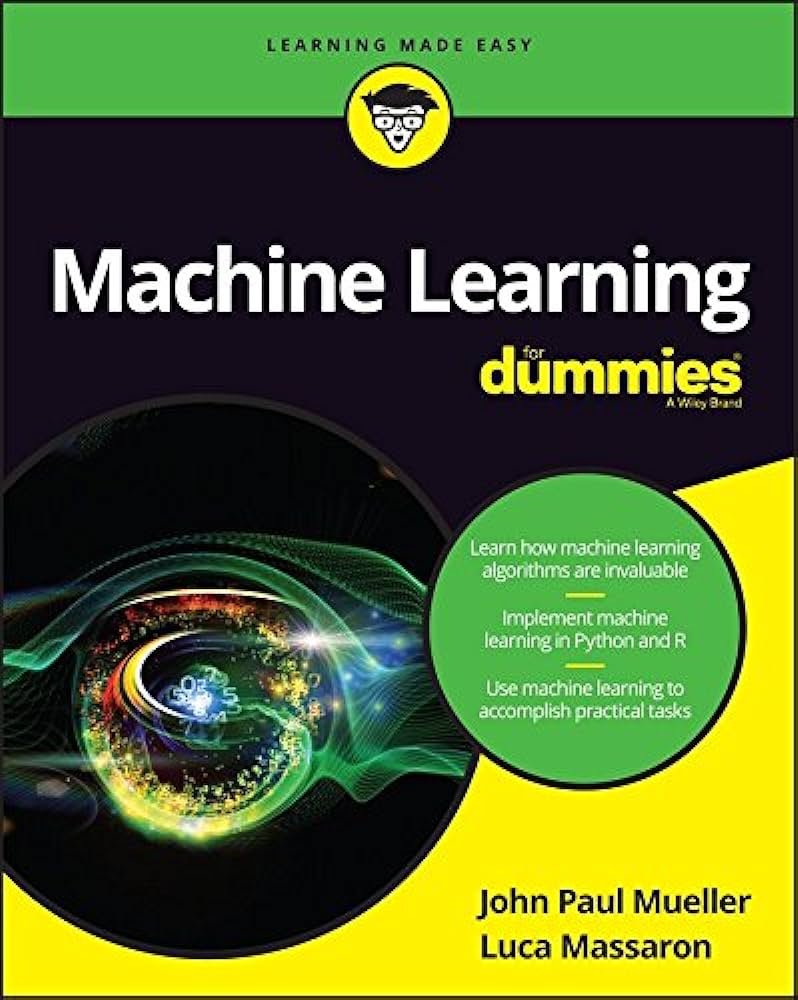 LEARNING MADE EASY
Machine Learning
for
dummies®
A Wiley Brand
Learn how machine learning
algorithms are invaluable
Implement machine
learning in Python and R
Use machine learning to
accomplish practical tasks
John Paul Mueller
Luca Massaron